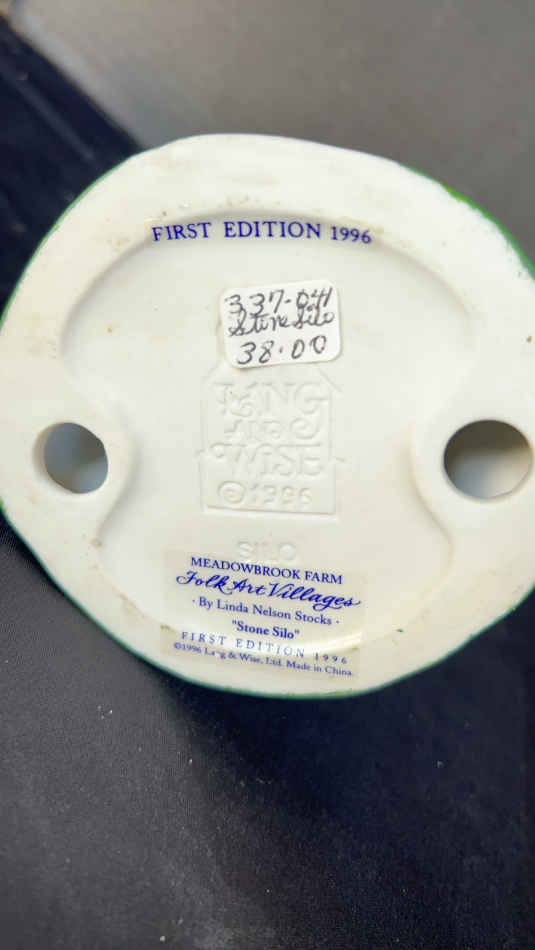 FIRST EDITION 1996
337-041
Stone Silo
38.00
LANG
AND
WISE
© 1996
SILO
MEADOWBROOK FARM
Folk Art Villages
· By Linda Nelson Stocks ·
"Stone Silo"
FIRST EDITION 1996
©1996 Lang & Wise, Ltd. Made in China.